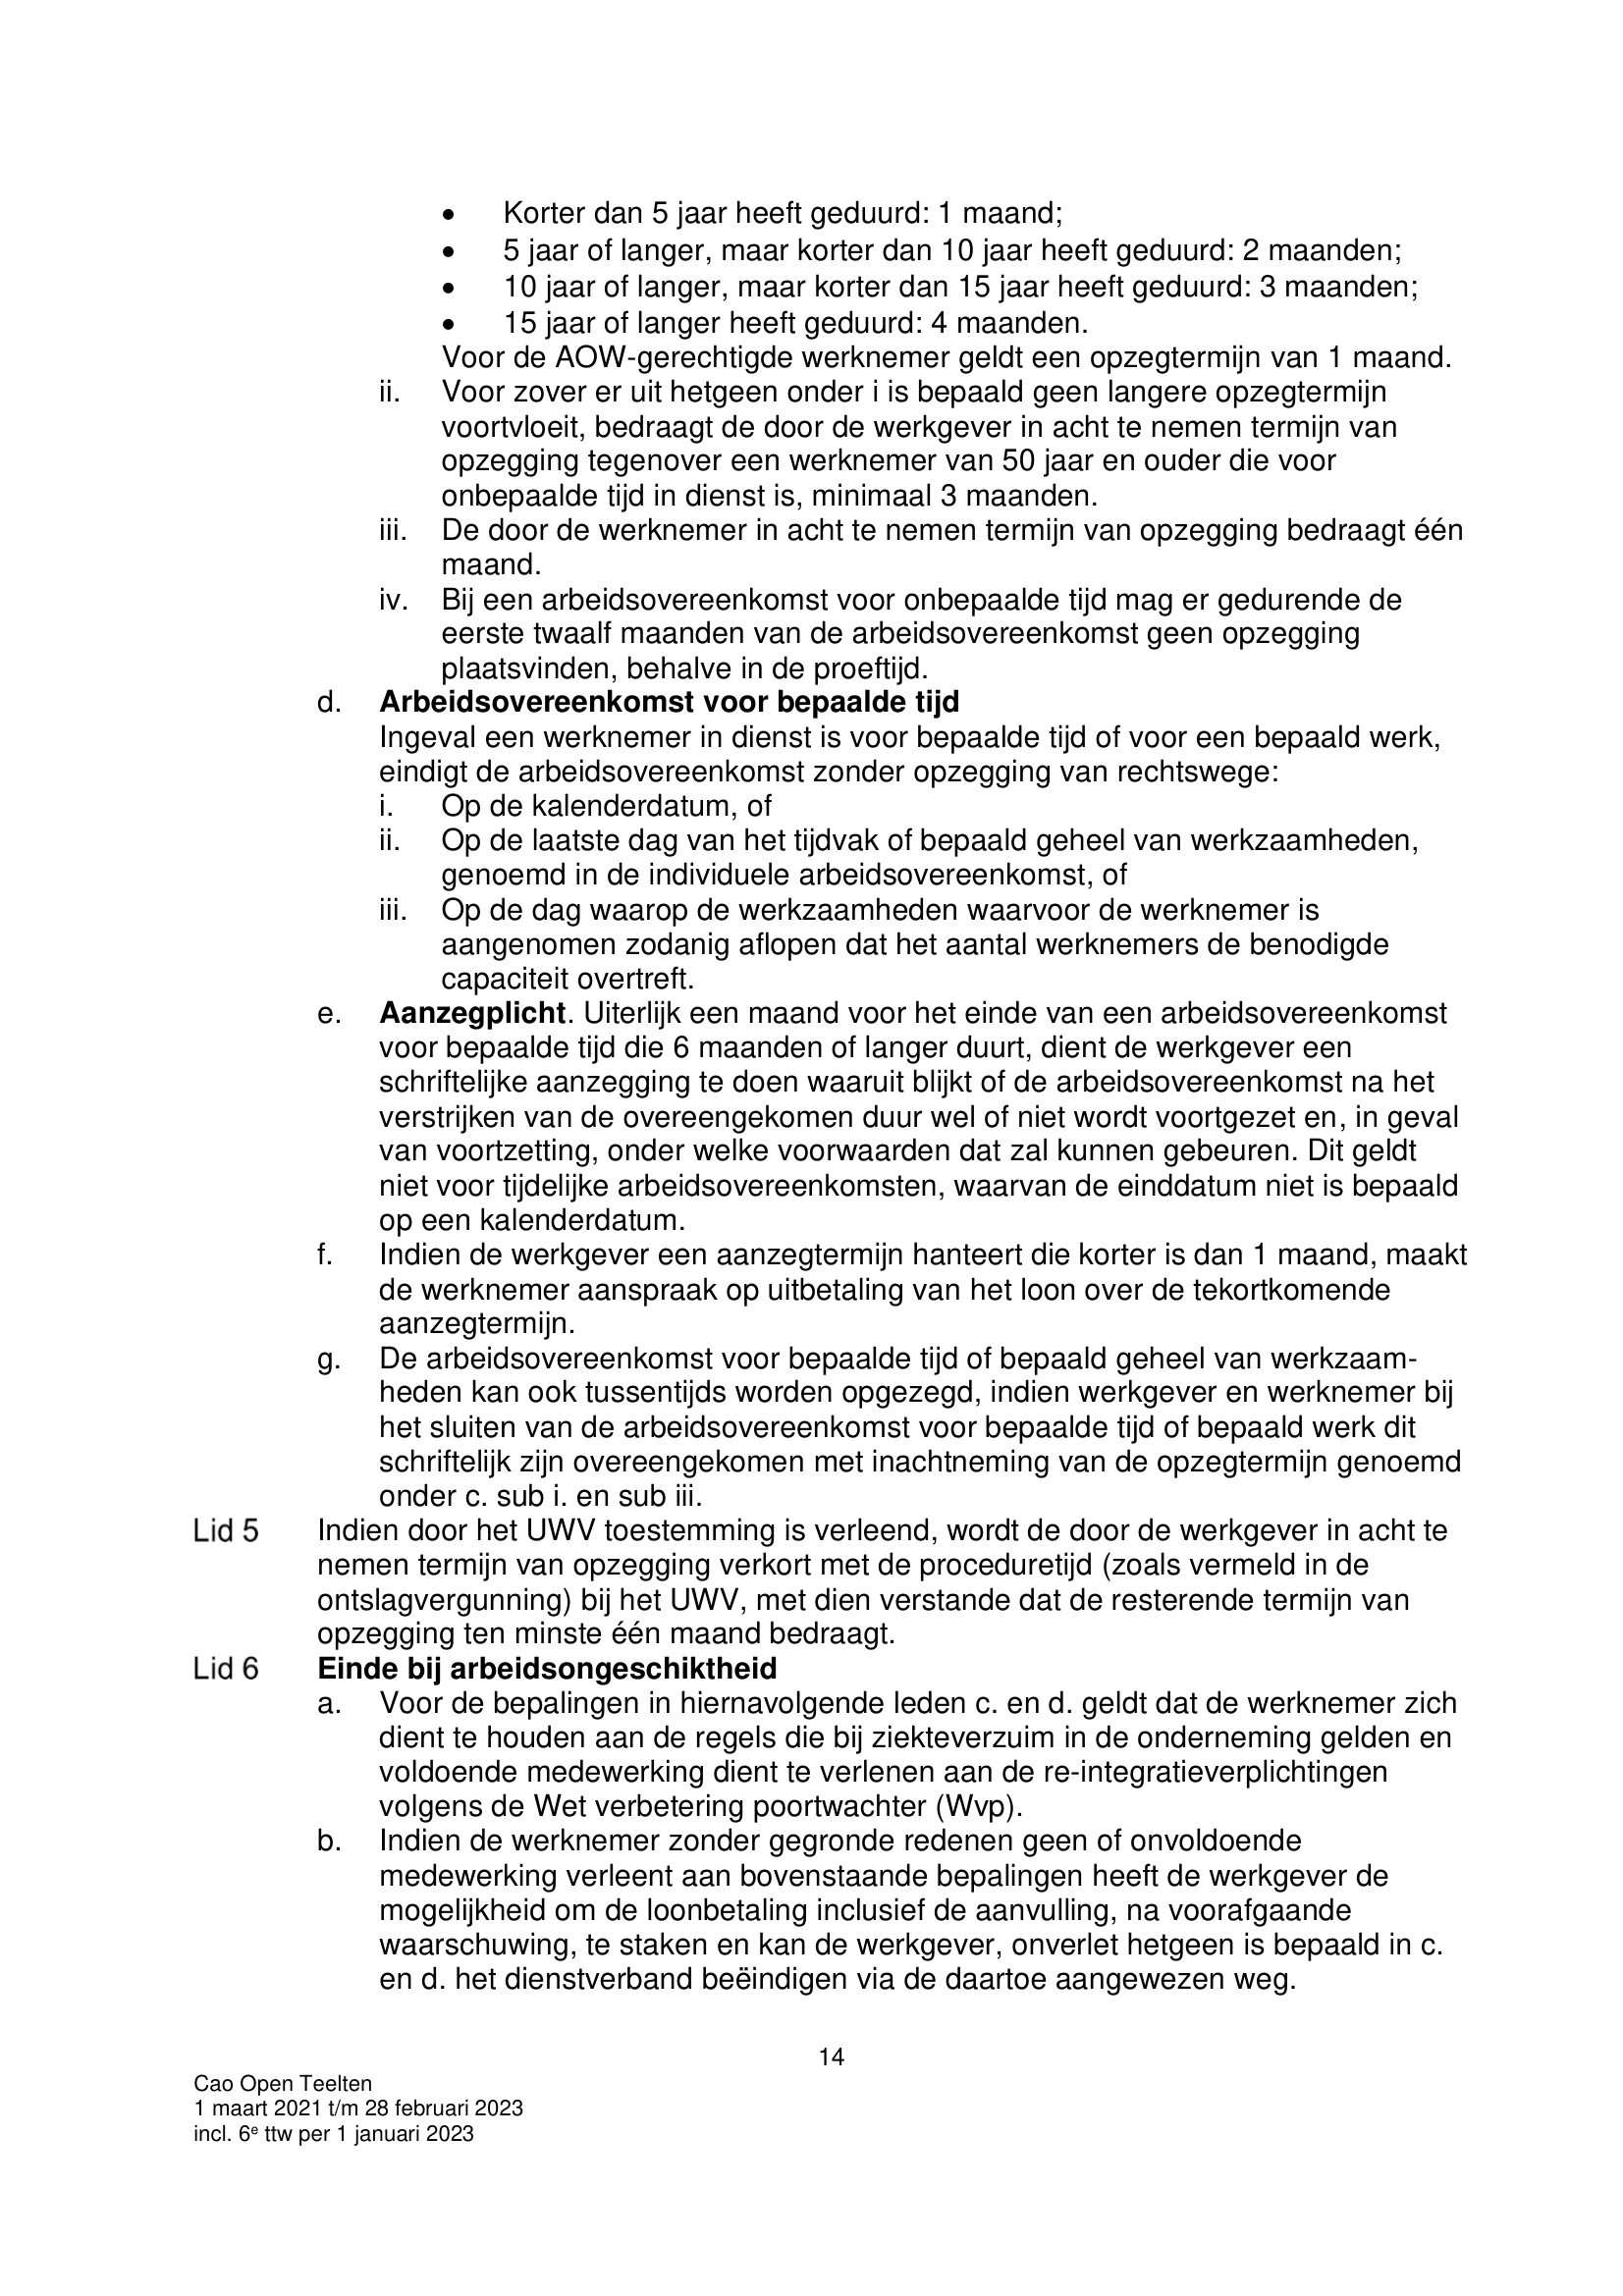 • Korter dan 5 jaar heeft geduurd: 1 maand;
• 5 jaar of langer, maar korter dan 10 jaar heeft geduurd: 2 maanden;
• 10 jaar of langer, maar korter dan 15 jaar heeft geduurd: 3 maanden;
• 15 jaar of langer heeft geduurd: 4 maanden.
Voor de AOW-gerechtigde werknemer geldt een opzegtermijn van 1 maand.
ii. Voor zover er uit hetgeen onder i is bepaald geen langere opzegtermijn
voortvloeit, bedraagt de door de werkgever in acht te nemen termijn van
opzegging tegenover een werknemer van 50 jaar en ouder die voor
onbepaalde tijd in dienst is, minimaal 3 maanden.
iii. De door de werknemer in acht te nemen termijn van opzegging bedraagt één
maand.
iv. Bij een arbeidsovereenkomst voor onbepaalde tijd mag er gedurende de
eerste twaalf maanden van de arbeidsovereenkomst geen opzegging
plaatsvinden, behalve in de proeftijd.
d. Arbeidsovereenkomst voor bepaalde tijd
Ingeval een werknemer in dienst is voor bepaalde tijd of voor een bepaald werk,
eindigt de arbeidsovereenkomst zonder opzegging van rechtswege:
i. Op de kalenderdatum, of
ii. Op de laatste dag van het tijdvak of bepaald geheel van werkzaamheden,
genoemd in de individuele arbeidsovereenkomst, of
iii. Op de dag waarop de werkzaamheden waarvoor de werknemer is
aangenomen zodanig aflopen dat het aantal werknemers de benodigde
capaciteit overtreft.
e. Aanzegplicht. Uiterlijk een maand voor het einde van een arbeidsovereenkomst
voor bepaalde tijd die 6 maanden of langer duurt, dient de werkgever een
schriftelijke aanzegging te doen waaruit blijkt of de arbeidsovereenkomst na het
verstrijken van de overeengekomen duur wel of niet wordt voortgezet en, in geval
van voortzetting, onder welke voorwaarden dat zal kunnen gebeuren. Dit geldt
niet voor tijdelijke arbeidsovereenkomsten, waarvan de einddatum niet is bepaald
op een kalenderdatum.
f. Indien de werkgever een aanzegtermijn hanteert die korter is dan 1 maand, maakt
de werknemer aanspraak op uitbetaling van het loon over de tekortkomende
aanzegtermijn.
g. De arbeidsovereenkomst voor bepaalde tijd of bepaald geheel van werkzaam-
heden kan ook tussentijds worden opgezegd, indien werkgever en werknemer bij
het sluiten van de arbeidsovereenkomst voor bepaalde tijd of bepaald werk dit
schriftelijk zijn overeengekomen met inachtneming van de opzegtermijn genoemd
onder c. sub i. en sub iii.
Lid 5 Indien door het UWV toestemming is verleend, wordt de door de werkgever in acht te
nemen termijn van opzegging verkort met de proceduretijd (zoals vermeld in de
ontslagvergunning) bij het UWV, met dien verstande dat de resterende termijn van
opzegging ten minste één maand bedraagt.
Lid 6 Einde bij arbeidsongeschiktheid
a. Voor de bepalingen in hiernavolgende leden c. en d. geldt dat de werknemer zich
dient te houden aan de regels die bij ziekteverzuim in de onderneming gelden en
voldoende medewerking dient te verlenen aan de re-integratieverplichtingen
volgens de Wet verbetering poortwachter (Wvp).
b. Indien de werknemer zonder gegronde redenen geen of onvoldoende
medewerking verleent aan bovenstaande bepalingen heeft de werkgever de
mogelijkheid om de loonbetaling inclusief de aanvulling, na voorafgaande
waarschuwing, te staken en kan de werkgever, onverlet hetgeen is bepaald in c.
en d. het dienstverband beëindigen via de daartoe aangewezen weg.
14
Cao Open Teelten
1 maart 2021 t/m 28 februari 2023
incl. 6e ttw per 1 januari 2023